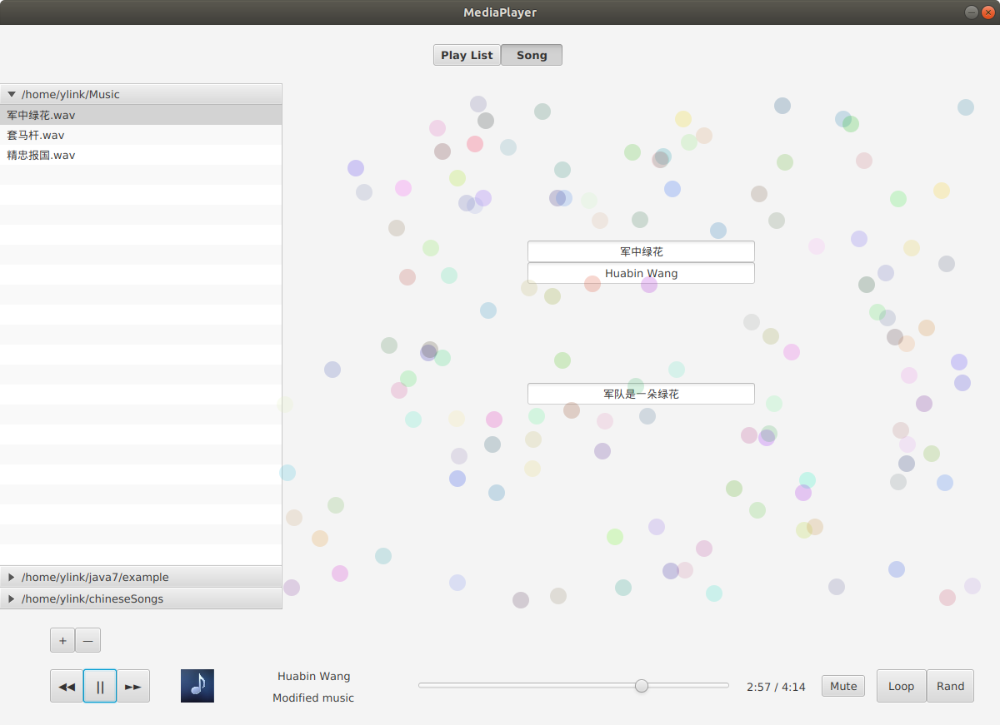 MediaPlayer
Play List
Song
/home/ylink/Music
军中绿花.wav
套马杆.wav
精忠报国.wav
军中绿花
Huabin Wang
军队是一朵绿花
/home/ylink/java7/example
/home/ylink/chineseSongs
+
—
Huabin Wang
Modified music
2:57 / 4:14
Mute
Loop
Rand